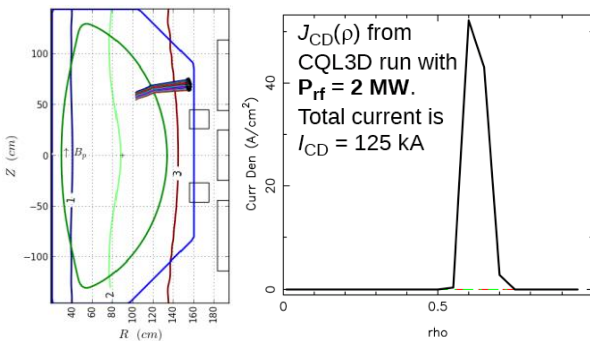 100
50
0
−50
−100
Z (cm)
↑ B_p
1
2
3
40 60 80 100 120 140 160 180
R (cm)
J_CD(ρ) from
CQL3D run with
P_rf = 2 MW.
Total current is
I_CD = 125 kA
Curr Den (A/cm²)
40
20
0
0 0.5
rho